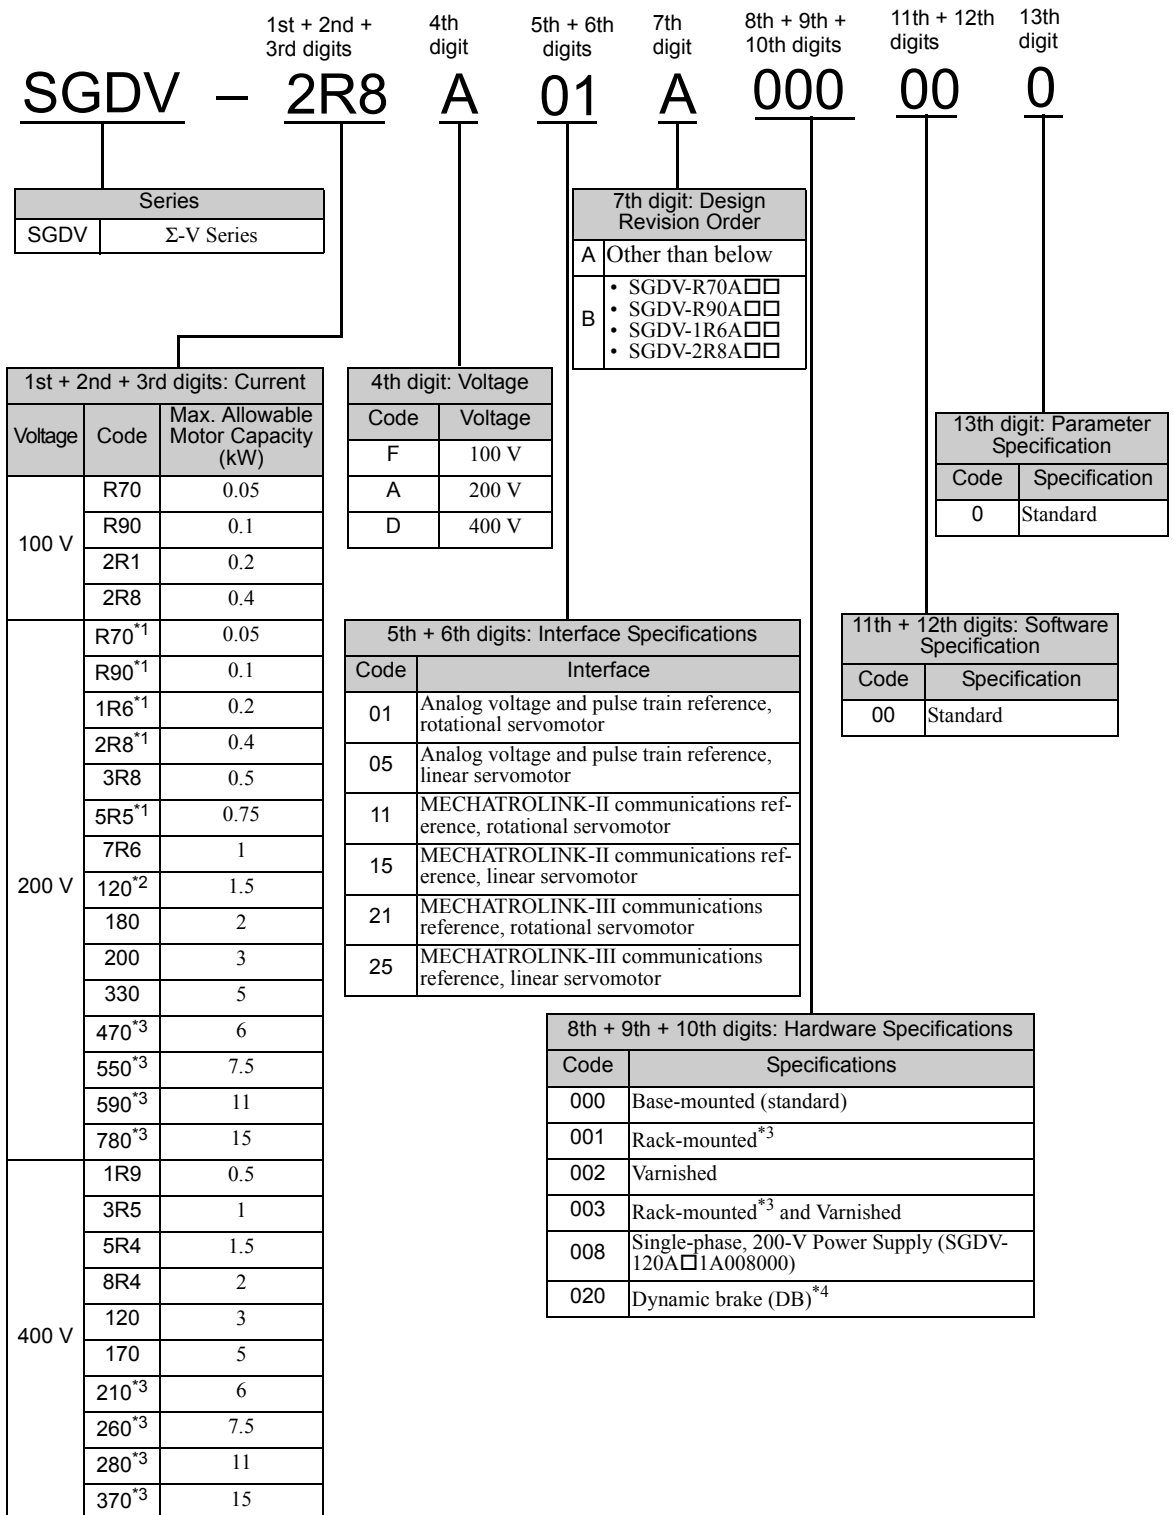 1st + 2nd +
3rd digits
4th
digit
5th + 6th
digits
7th
digit
8th + 9th +
10th digits
11th + 12th
digits
13th
digit
SGDV – 2R8 A 01 A 000 00 0
Series
SGDV Σ-V Series
7th digit: Design
Revision Order
A Other than below
B
• SGDV-R70A□□
• SGDV-R90A□□
• SGDV-1R6A□□
• SGDV-2R8A□□
1st + 2nd + 3rd digits: Current
Voltage Code Max. Allowable
Motor Capacity
(kW)
100 V
R70 0.05
R90 0.1
2R1 0.2
2R8 0.4
200 V
R70*1 0.05
R90*1 0.1
1R6*1 0.2
2R8*1 0.4
3R8 0.5
5R5*1 0.75
7R6 1
120*2 1.5
180 2
200 3
330 5
470*3 6
550*3 7.5
590*3 11
780*3 15
400 V
1R9 0.5
3R5 1
5R4 1.5
8R4 2
120 3
170 5
210*3 6
260*3 7.5
280*3 11
370*3 15
4th digit: Voltage
Code Voltage
F 100 V
A 200 V
D 400 V
5th + 6th digits: Interface Specifications
Code Interface
01 Analog voltage and pulse train reference,
rotational servomotor
05 Analog voltage and pulse train reference,
linear servomotor
11 MECHATROLINK-II communications ref-
erence, rotational servomotor
15 MECHATROLINK-II communications ref-
erence, linear servomotor
21 MECHATROLINK-III communications
reference, rotational servomotor
25 MECHATROLINK-III communications
reference, linear servomotor
13th digit: Parameter
Specification
Code Specification
0 Standard
11th + 12th digits: Software
Specification
Code Specification
00 Standard
8th + 9th + 10th digits: Hardware Specifications
Code Specifications
000 Base-mounted (standard)
001 Rack-mounted*3
002 Varnished
003 Rack-mounted*3 and Varnished
008 Single-phase, 200-V Power Supply (SGDV-
120A□1A008000)
020 Dynamic brake (DB)*4